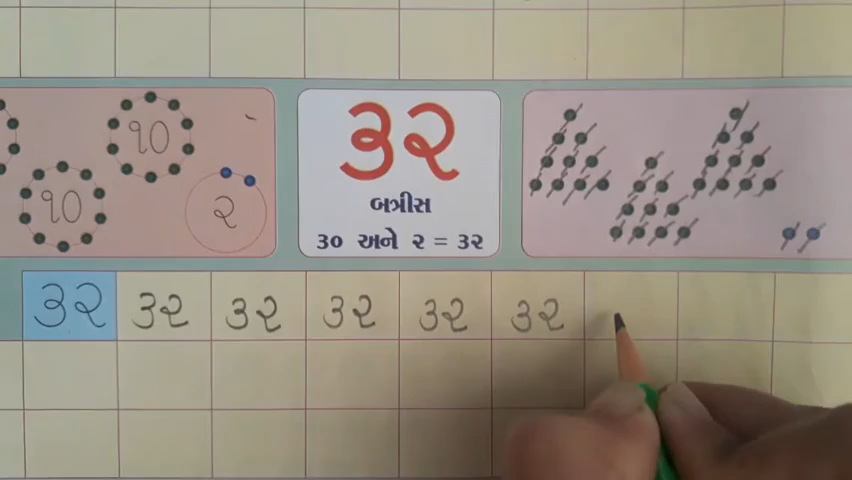 ૧૦
૧૦
૨
૩૨
બત્રીસ
૩૦ અને ૨ = ૩૨
૩૨ ૩૨ ૩૨ ૩૨ ૩૨ ૩૨